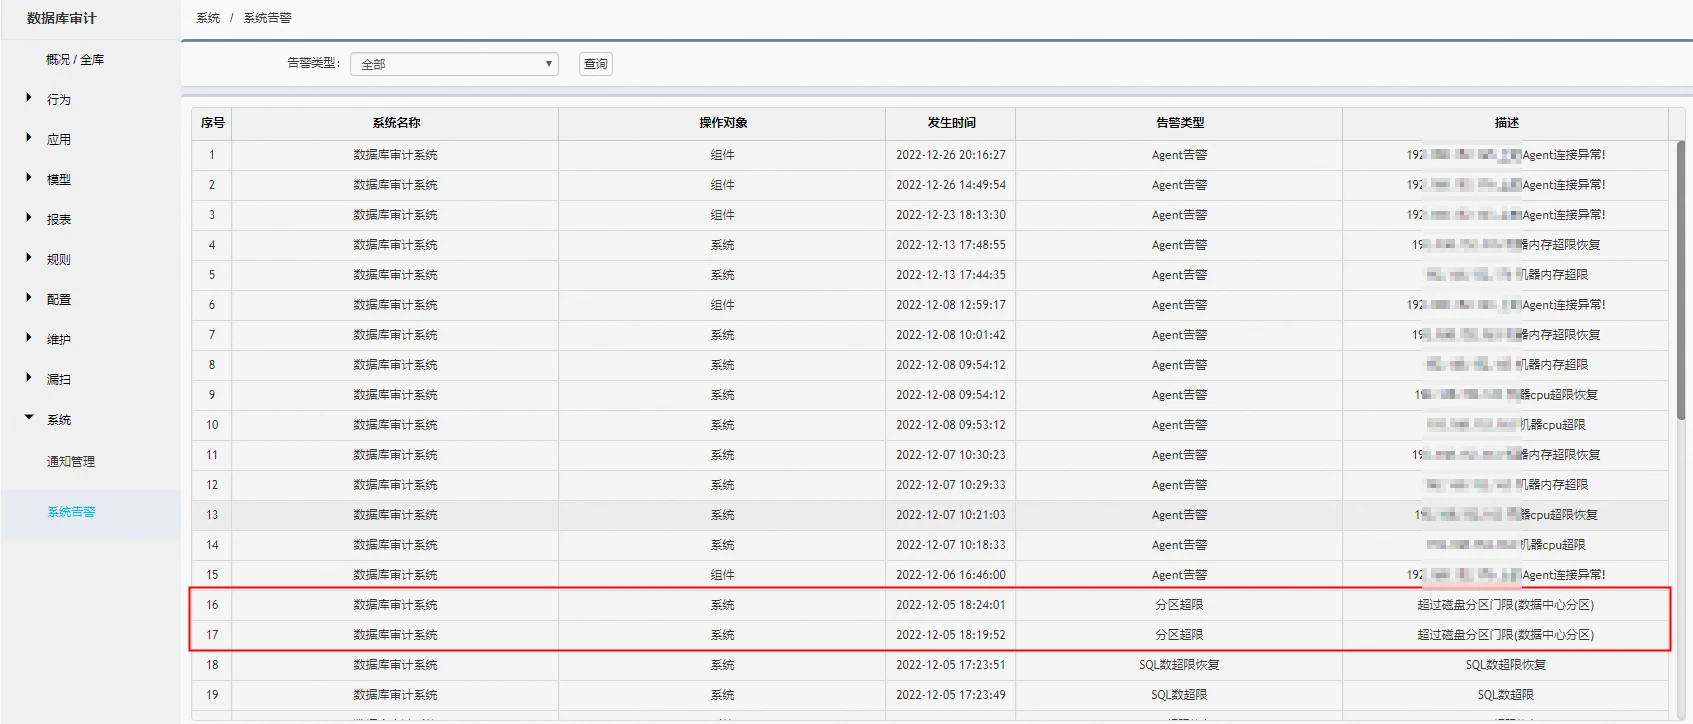 数据库审计
系统 / 系统告警
概况 / 全库
行为
应用
模型
报表
规则
配置
维护
漏扫
系统
通知管理
系统告警
告警类型: 全部 查询
序号 系统名称 操作对象 发生时间 告警类型 描述
1 数据库审计系统 组件 2022-12-26 20:16:27 Agent告警 192 Agent连接异常!
2 数据库审计系统 组件 2022-12-26 14:49:54 Agent告警 192 Agent连接异常!
3 数据库审计系统 组件 2022-12-23 18:13:30 Agent告警 192 Agent连接异常!
4 数据库审计系统 系统 2022-12-13 17:48:55 Agent告警 19 器内存超限恢复
5 数据库审计系统 系统 2022-12-13 17:44:35 Agent告警 机器内存超限
6 数据库审计系统 组件 2022-12-08 12:59:17 Agent告警 192 Agent连接异常!
7 数据库审计系统 系统 2022-12-08 10:01:42 Agent告警 19 器内存超限恢复
8 数据库审计系统 系统 2022-12-08 09:54:12 Agent告警 机器内存超限
9 数据库审计系统 系统 2022-12-08 09:54:12 Agent告警 19 器cpu超限恢复
10 数据库审计系统 系统 2022-12-08 09:53:12 Agent告警 机器cpu超限
11 数据库审计系统 系统 2022-12-07 10:30:23 Agent告警 19 器内存超限恢复
12 数据库审计系统 系统 2022-12-07 10:29:33 Agent告警 机器内存超限
13 数据库审计系统 系统 2022-12-07 10:21:03 Agent告警 19 器cpu超限恢复
14 数据库审计系统 系统 2022-12-07 10:18:33 Agent告警 机器cpu超限
15 数据库审计系统 组件 2022-12-06 16:46:00 Agent告警 192 Agent连接异常!
16 数据库审计系统 系统 2022-12-05 18:24:01 分区超限 超过磁盘分区门限(数据中心分区)
17 数据库审计系统 系统 2022-12-05 18:19:52 分区超限 超过磁盘分区门限(数据中心分区)
18 数据库审计系统 系统 2022-12-05 17:23:51 SQL数超限恢复 SQL数超限恢复
19 数据库审计系统 系统 2022-12-05 17:23:49 SQL数超限 SQL数超限